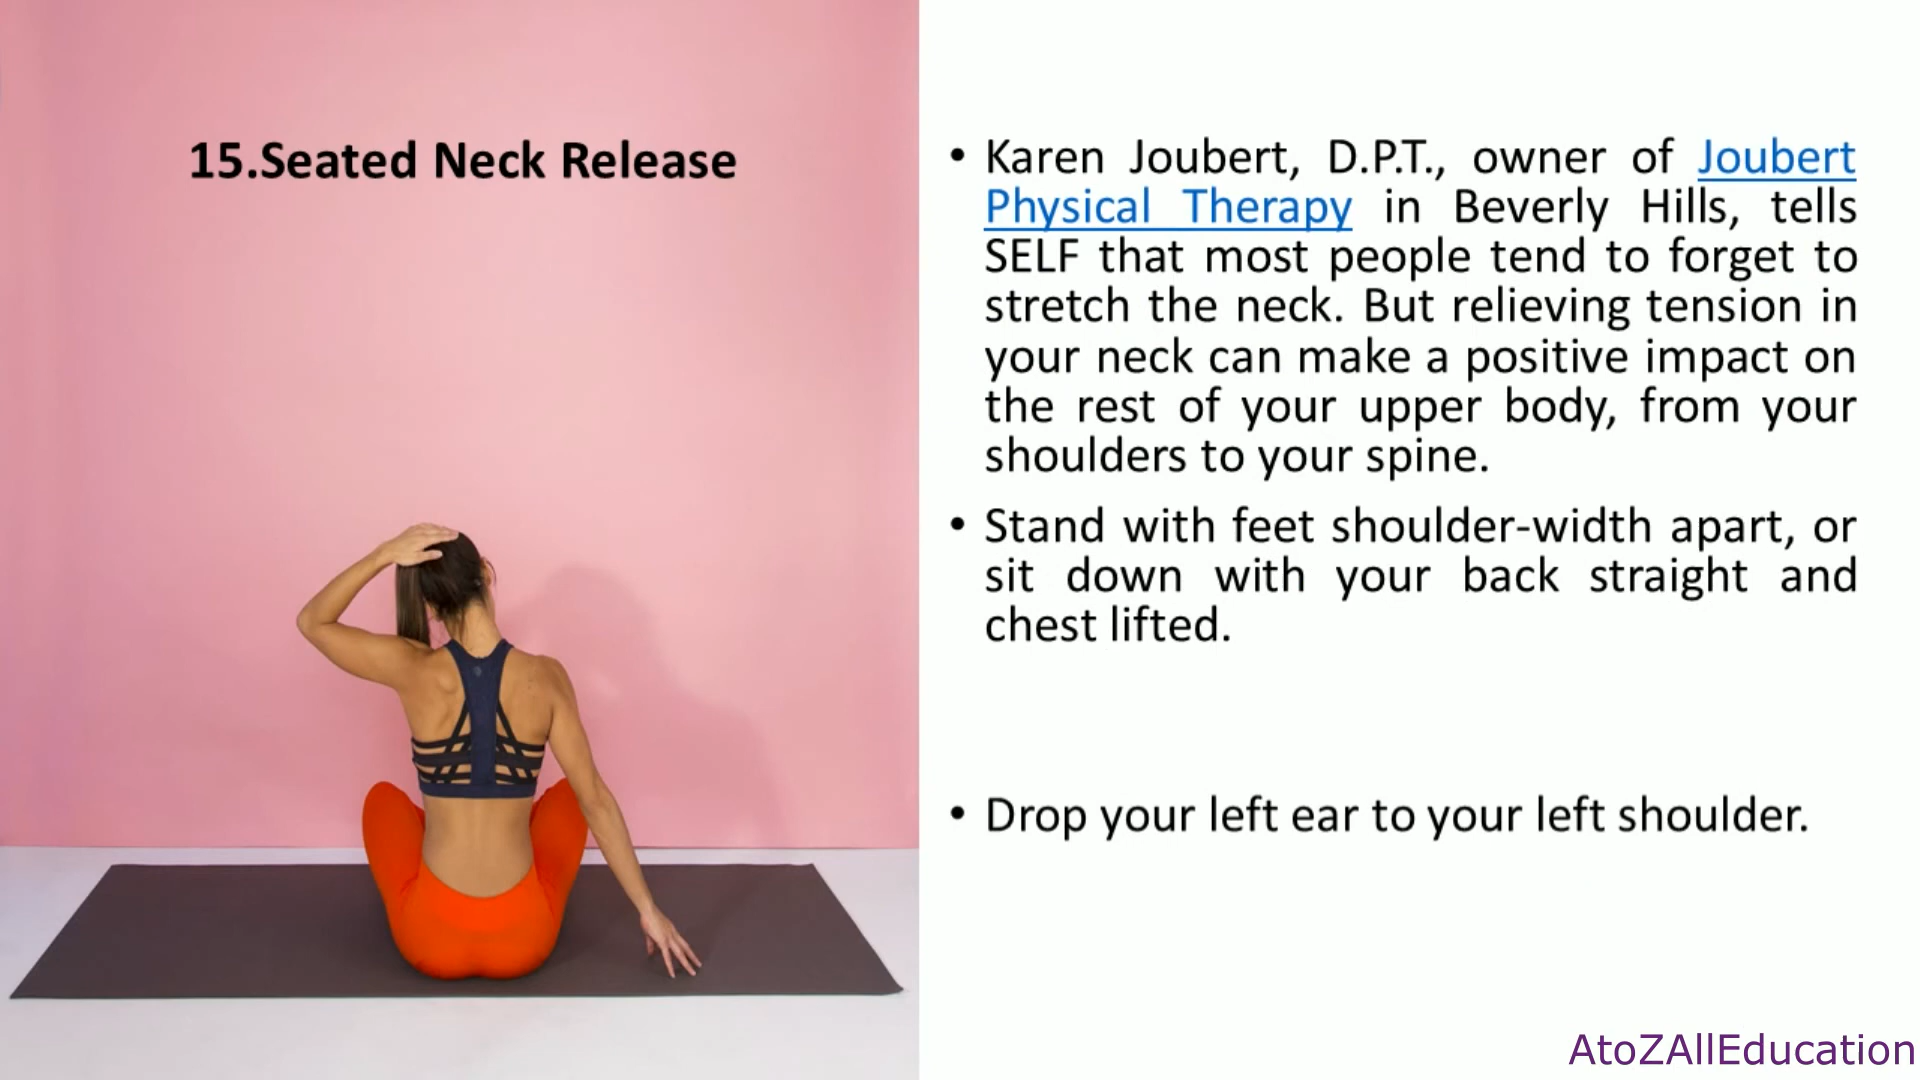 15.Seated Neck Release
• Karen Joubert, D.P.T., owner of Joubert
Physical Therapy in Beverly Hills, tells
SELF that most people tend to forget to
stretch the neck. But relieving tension in
your neck can make a positive impact on
the rest of your upper body, from your
shoulders to your spine.
• Stand with feet shoulder-width apart, or
sit down with your back straight and
chest lifted.
• Drop your left ear to your left shoulder.
AtoZAllEducation